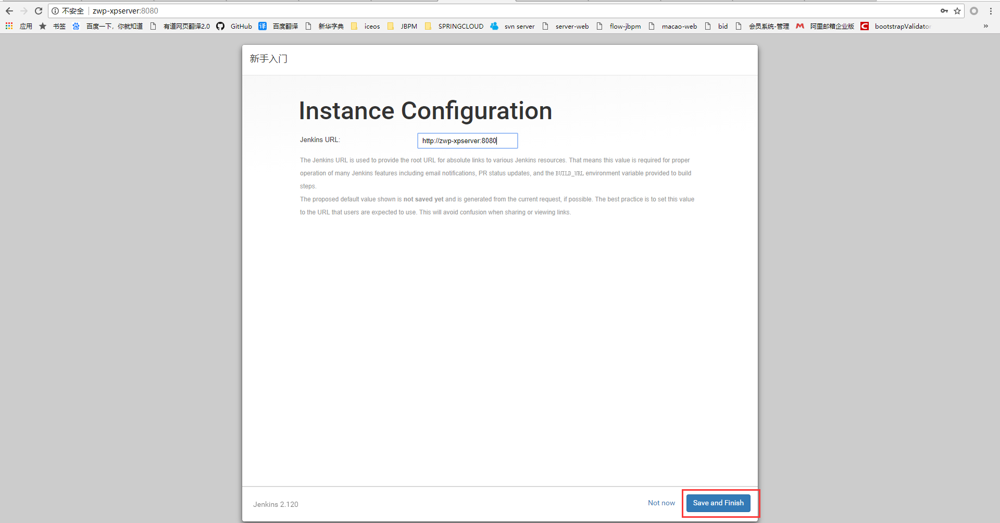 不安全 zwp-xpserver:8080
应用 书签 百度一下，你就知道 有道网页翻译2.0 GitHub 译 百度翻译 新华字典 iceos JBPM SPRINGCLOUD svn server server-web flow-jbpm macao-web bid 会员系统-管理 阿里邮箱企业版 C bootstrapValidator »
新手入门
Instance Configuration
Jenkins URL: http://zwp-xpserver:8080
The Jenkins URL is used to provide the root URL for absolute links to various Jenkins resources. That means this value is required for proper
operation of many Jenkins features including email notifications, PR status updates, and the BUILD_URL environment variable provided to build
steps.
The proposed default value shown is not saved yet and is generated from the current request, if possible. The best practice is to set this value
to the URL that users are expected to use. This will avoid confusion when sharing or viewing links.
Jenkins 2.120 Not now Save and Finish